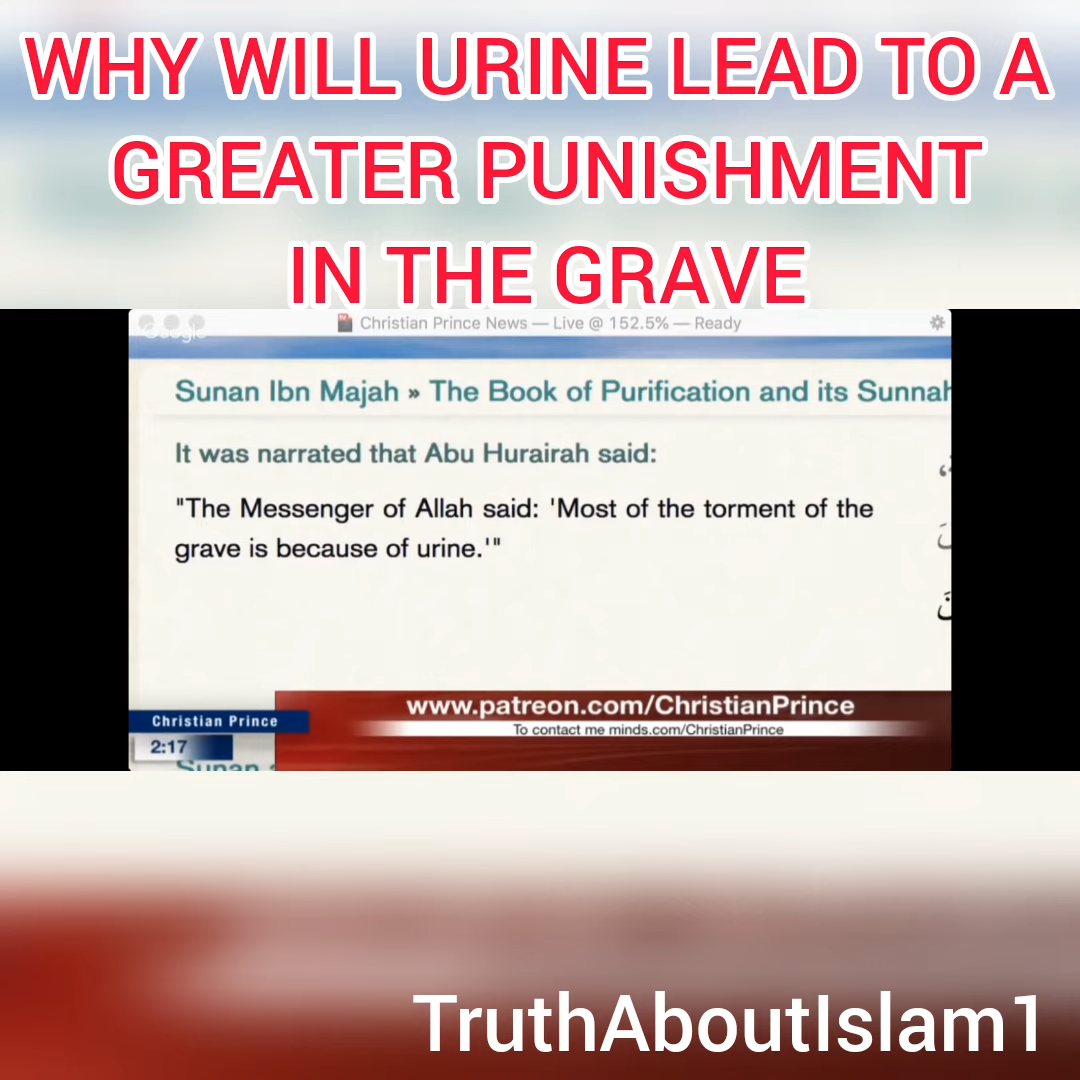 WHY WILL URINE LEAD TO A
GREATER PUNISHMENT
IN THE GRAVE
Christian Prince News — Live @ 152.5% — Ready
Google
Sunan Ibn Majah » The Book of Purification and its Sunnah
It was narrated that Abu Hurairah said:
"The Messenger of Allah said: 'Most of the torment of the
grave is because of urine.'"
www.patreon.com/ChristianPrince
Christian Prince
To contact me minds.com/ChristianPrince
2:17
Sunan
TruthAboutIslam1